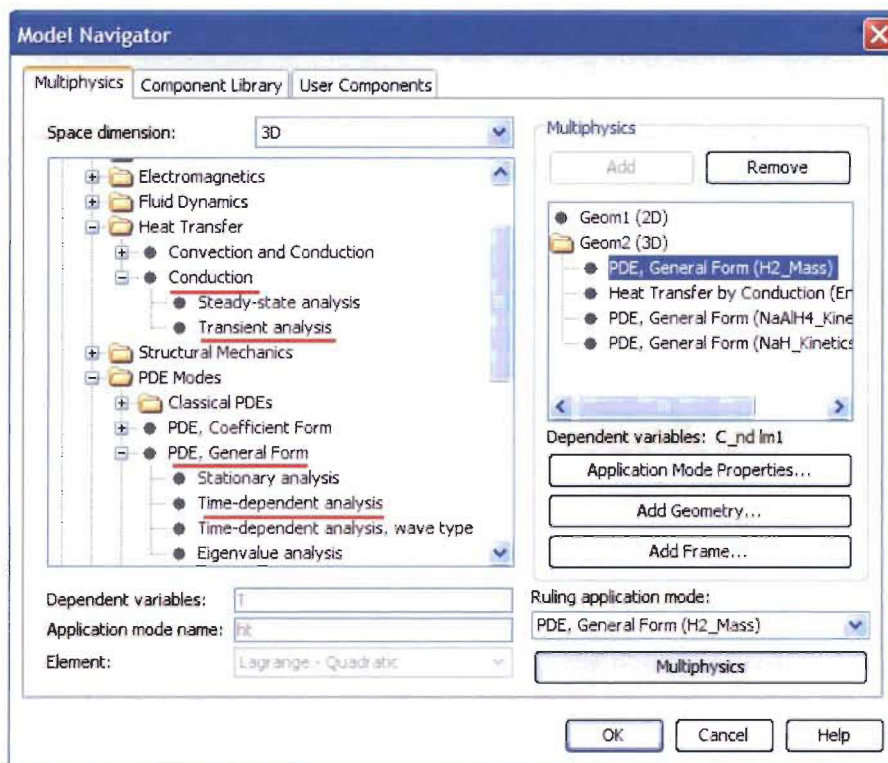 Model Navigator
Multiphysics
Component Library
User Components
Space dimension:
3D
Electromagnetics
Fluid Dynamics
Heat Transfer
Convection and Conduction
Conduction
Steady-state analysis
Transient analysis
Structural Mechanics
PDE Modes
Classical PDEs
PDE, Coefficient Form
PDE, General Form
Stationary analysis
Time-dependent analysis
Time-dependent analysis, wave type
Eigenvalue analysis
Dependent variables:
T
Application mode name:
ht
Element:
Lagrange - Quadratic
Multiphysics
Add
Remove
Geom1 (2D)
Geom2 (3D)
PDE, General Form (H2_Mass)
Heat Transfer by Conduction (En
PDE, General Form (NaAlH4_Kine
PDE, General Form (NaH_Kinetics
Dependent variables: C_nd lm1
Application Mode Properties...
Add Geometry...
Add Frame...
Ruling application mode:
PDE, General Form (H2_Mass)
Multiphysics
OK
Cancel
Help